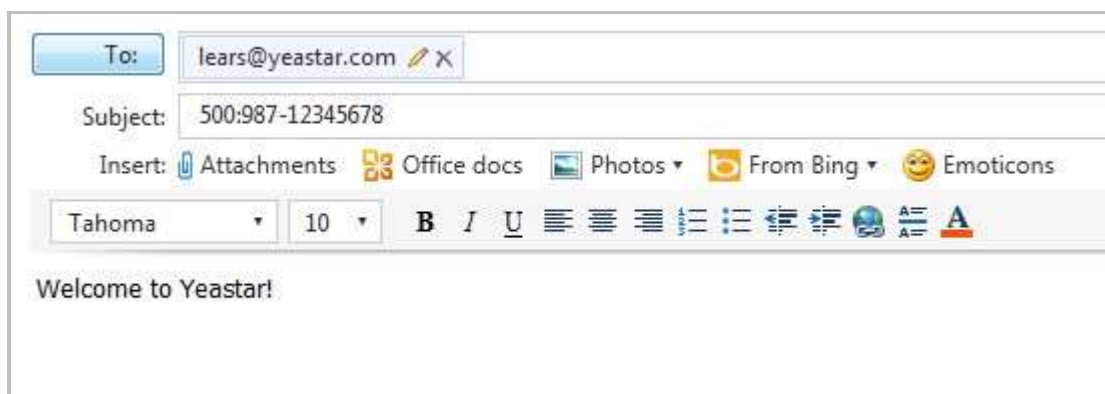 To: lears@yeastar.com
Subject: 500:987-12345678
Insert: Attachments Office docs Photos From Bing Emoticons
Tahoma 10 B I U A
Welcome to Yeastar!